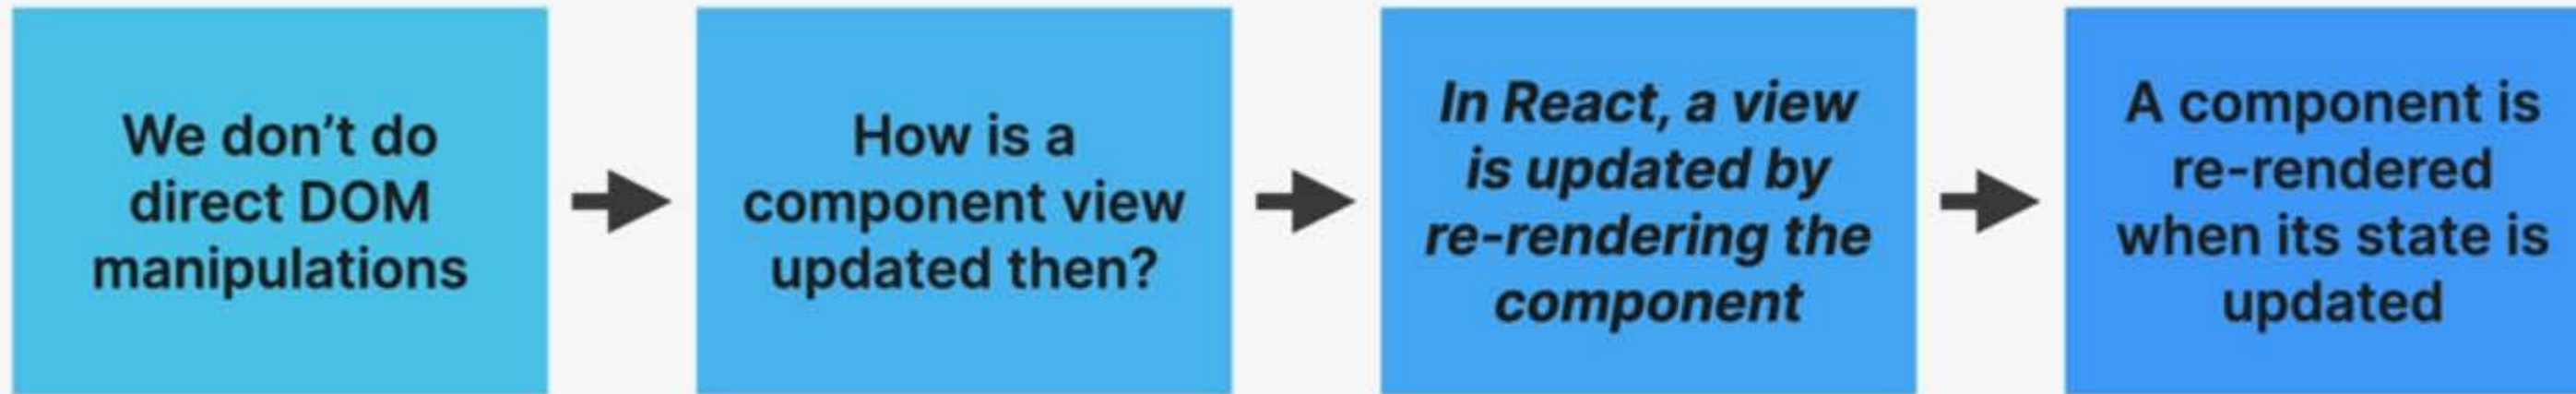 We don’t do
direct DOM
manipulations
How is a
component view
updated then?
In React, a view
is updated by
re-rendering the
component
A component is
re-rendered
when its state is
updated